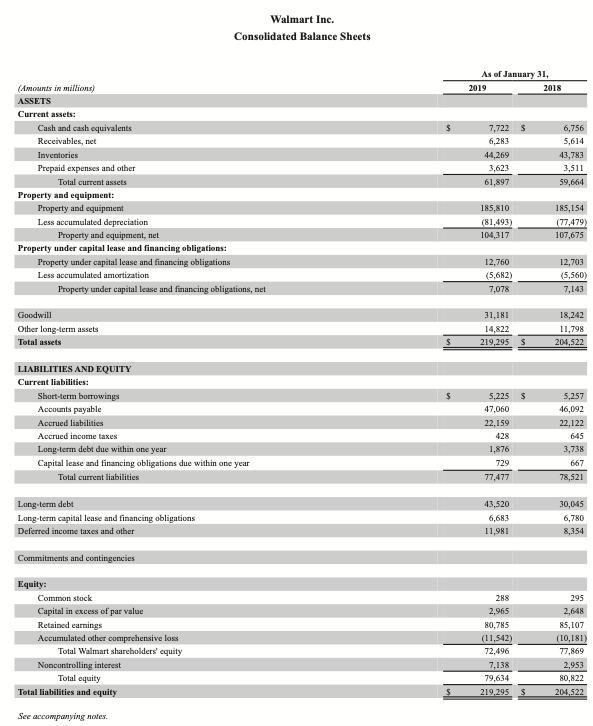 Walmart Inc.
Consolidated Balance Sheets
As of January 31,
(Amounts in millions) 2019 2018
ASSETS
Current assets:
Cash and cash equivalents $ 7,722 $ 6,756
Receivables, net 6,283 5,614
Inventories 44,269 43,783
Prepaid expenses and other 3,623 3,511
Total current assets 61,897 59,664
Property and equipment:
Property and equipment 185,810 185,154
Less accumulated depreciation (81,493) (77,479)
Property and equipment, net 104,317 107,675
Property under capital lease and financing obligations:
Property under capital lease and financing obligations 12,760 12,703
Less accumulated amortization (5,682) (5,560)
Property under capital lease and financing obligations, net 7,078 7,143
Goodwill 31,181 18,242
Other long-term assets 14,822 11,798
Total assets $ 219,295 $ 204,522
LIABILITIES AND EQUITY
Current liabilities:
Short-term borrowings $ 5,225 $ 5,257
Accounts payable 47,060 46,092
Accrued liabilities 22,159 22,122
Accrued income taxes 428 645
Long-term debt due within one year 1,876 3,738
Capital lease and financing obligations due within one year 729 667
Total current liabilities 77,477 78,521
Long-term debt 43,520 30,045
Long-term capital lease and financing obligations 6,683 6,780
Deferred income taxes and other 11,981 8,354
Commitments and contingencies
Equity:
Common stock 288 295
Capital in excess of par value 2,965 2,648
Retained earnings 80,785 85,107
Accumulated other comprehensive loss (11,542) (10,181)
Total Walmart shareholders' equity 72,496 77,869
Noncontrolling interest 7,138 2,953
Total equity 79,634 80,822
Total liabilities and equity $ 219,295 $ 204,522
See accompanying notes.